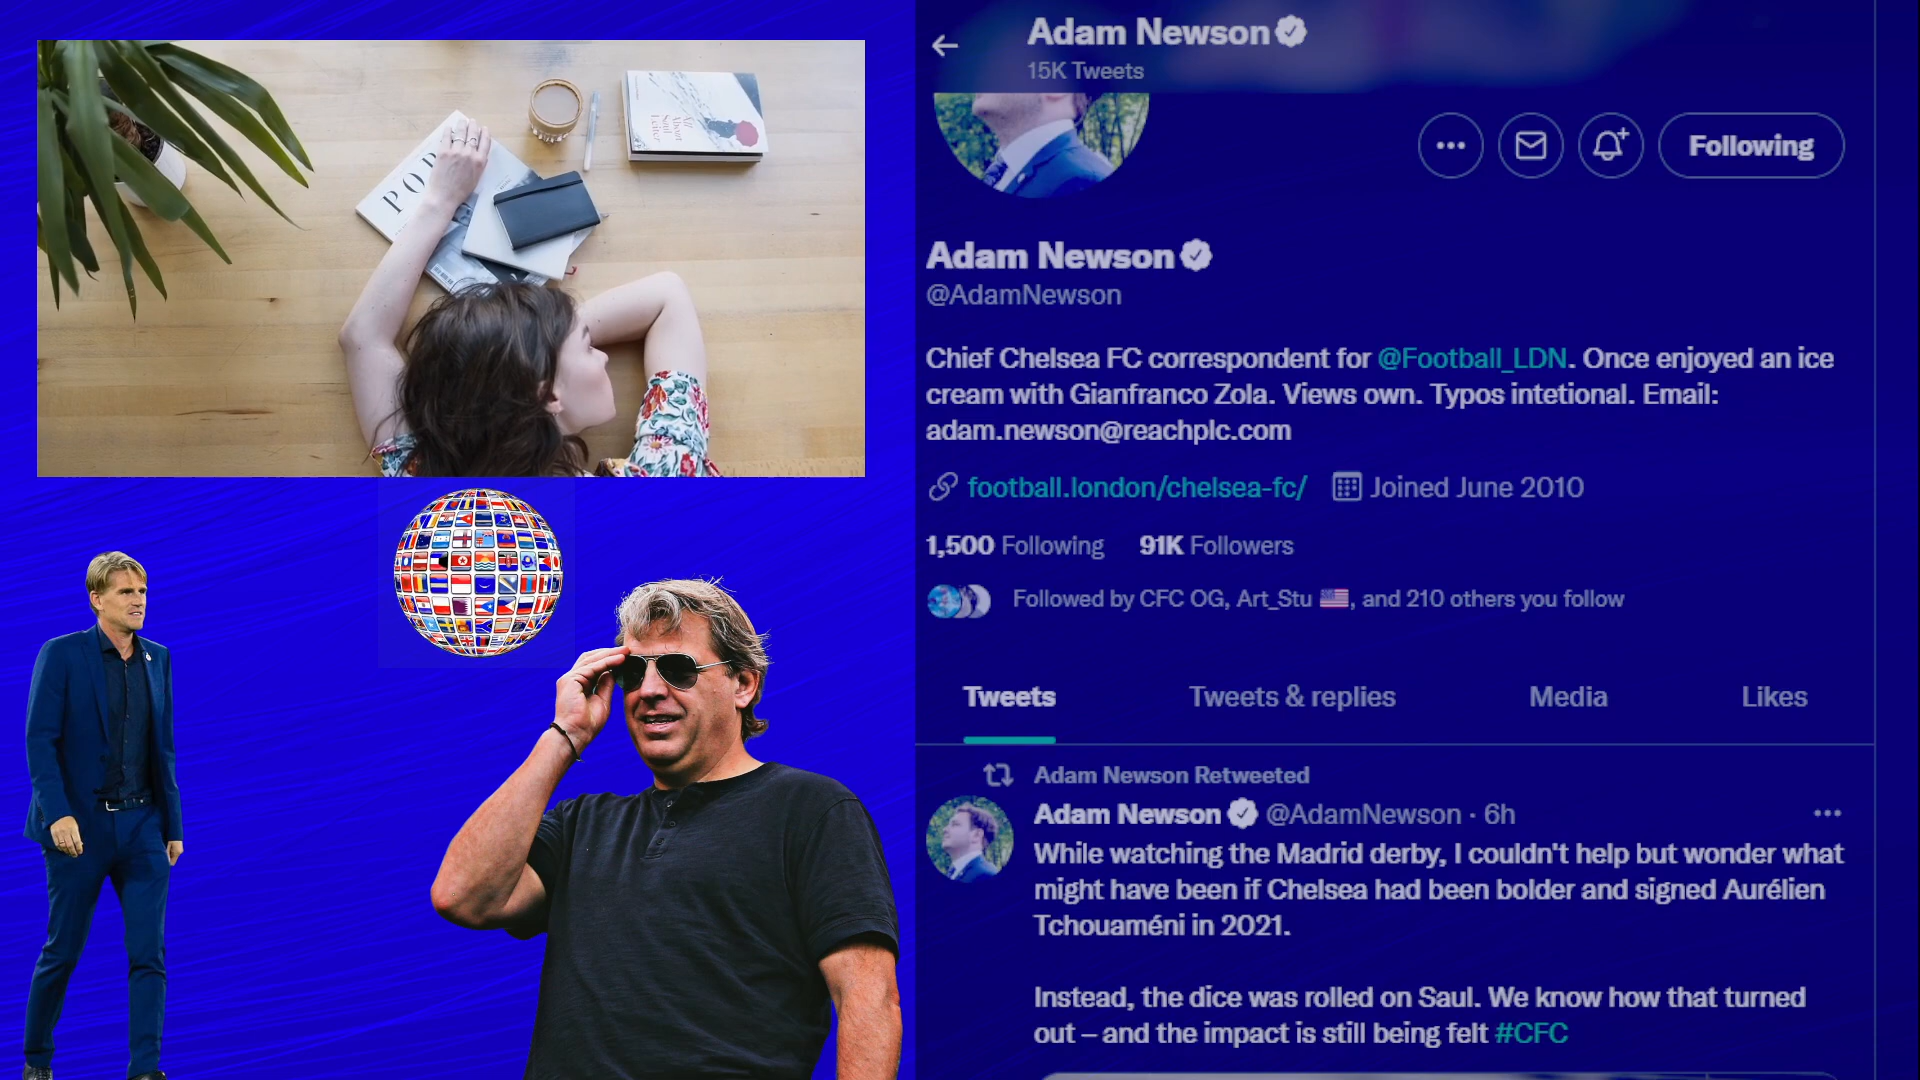 POP
All
About
Saul
Leiter
Adam Newson
15K Tweets
Following
Adam Newson
@AdamNewson
Chief Chelsea FC correspondent for @Football_LDN. Once enjoyed an ice
cream with Gianfranco Zola. Views own. Typos intetional. Email:
adam.newson@reachplc.com
football.london/chelsea-fc/ Joined June 2010
1,500 Following 91K Followers
Followed by CFC OG, Art_Stu 🇺🇸, and 210 others you follow
Tweets Tweets & replies Media Likes
Adam Newson Retweeted
Adam Newson @AdamNewson · 6h
While watching the Madrid derby, I couldn't help but wonder what
might have been if Chelsea had been bolder and signed Aurélien
Tchouaméni in 2021.
Instead, the dice was rolled on Saul. We know how that turned
out – and the impact is still being felt #CFC